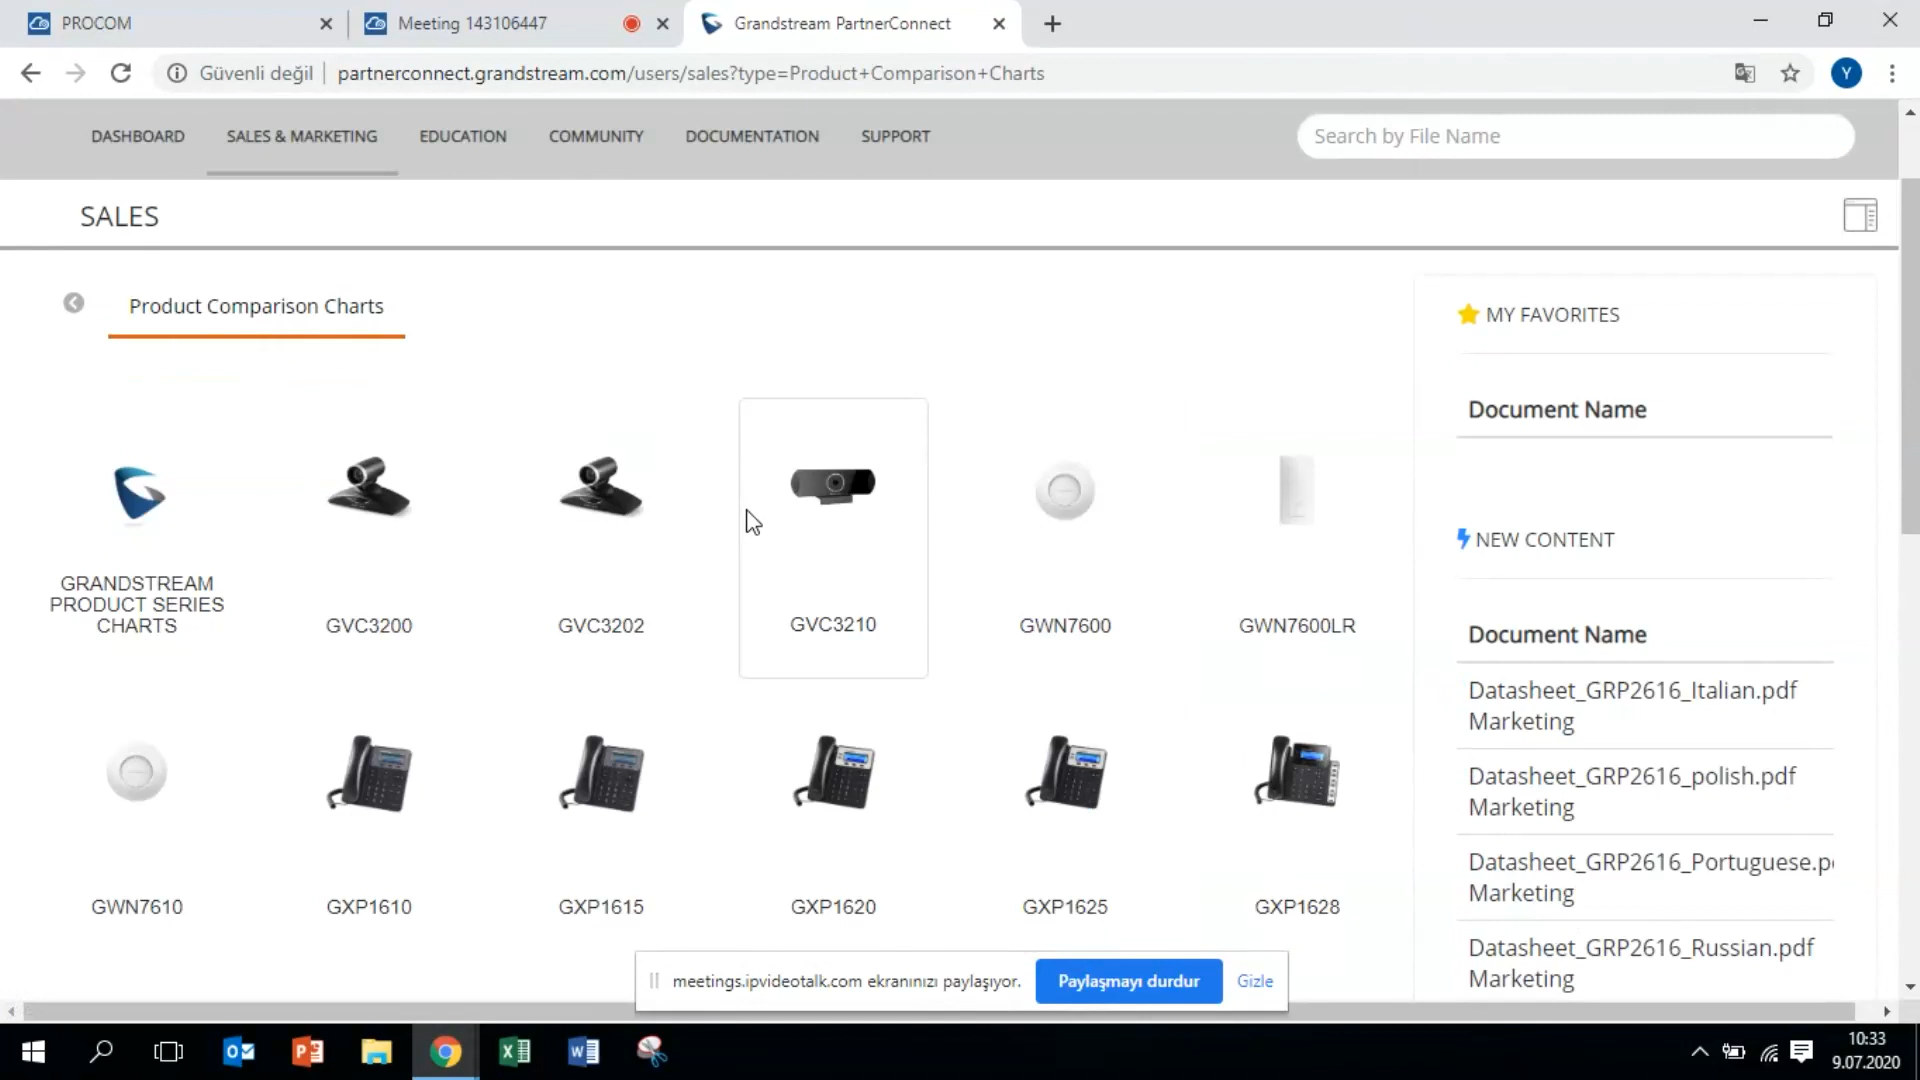 PROCOM
Meeting 143106447
Grandstream PartnerConnect
Güvenli değil
partnerconnect.grandstream.com/users/sales?type=Product+Comparison+Charts
Y
DASHBOARD
SALES & MARKETING
EDUCATION
COMMUNITY
DOCUMENTATION
SUPPORT
Search by File Name
SALES
Product Comparison Charts
GRANDSTREAM
PRODUCT SERIES
CHARTS
GVC3200
GVC3202
GVC3210
GWN7600
GWN7600LR
GWN7610
GXP1610
GXP1615
GXP1620
GXP1625
GXP1628
MY FAVORITES
Document Name
NEW CONTENT
Document Name
Datasheet_GRP2616_Italian.pdf
Marketing
Datasheet_GRP2616_polish.pdf
Marketing
Datasheet_GRP2616_Portuguese.p
Marketing
Datasheet_GRP2616_Russian.pdf
Marketing
meetings.ipvideotalk.com ekranınızı paylaşıyor.
Paylaşmayı durdur
Gizle
10:33
9.07.2020